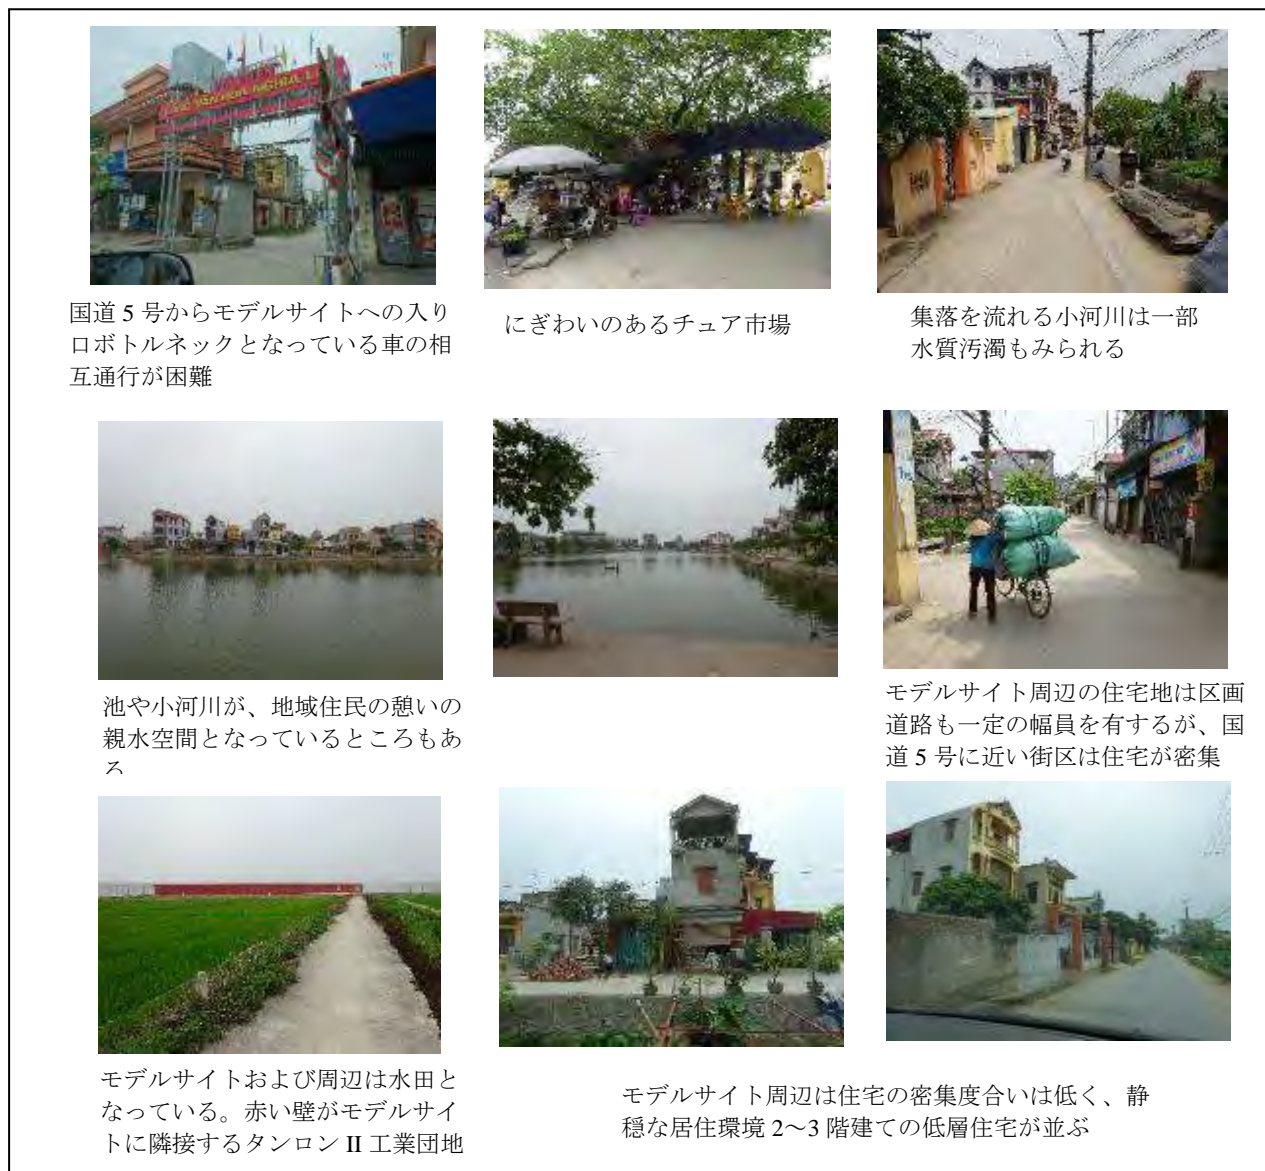 国道 5 号からモデルサイトへの入り
口ボトルネックとなっている車の相
互通行が困難
にぎわいのあるチュア市場
集落を流れる小河川は一部
水質汚濁もみられる
池や小河川が、地域住民の憩いの
親水空間となっているところもあ
る
モデルサイト周辺の住宅地は区画
道路も一定の幅員を有するが、国
道 5 号に近い街区は住宅が密集
モデルサイトおよび周辺は水田と
なっている。赤い壁がモデルサイ
トに隣接するタンロン II 工業団地
モデルサイト周辺は住宅の密集度合いは低く、静
穏な居住環境 2～3 階建ての低層住宅が並ぶ